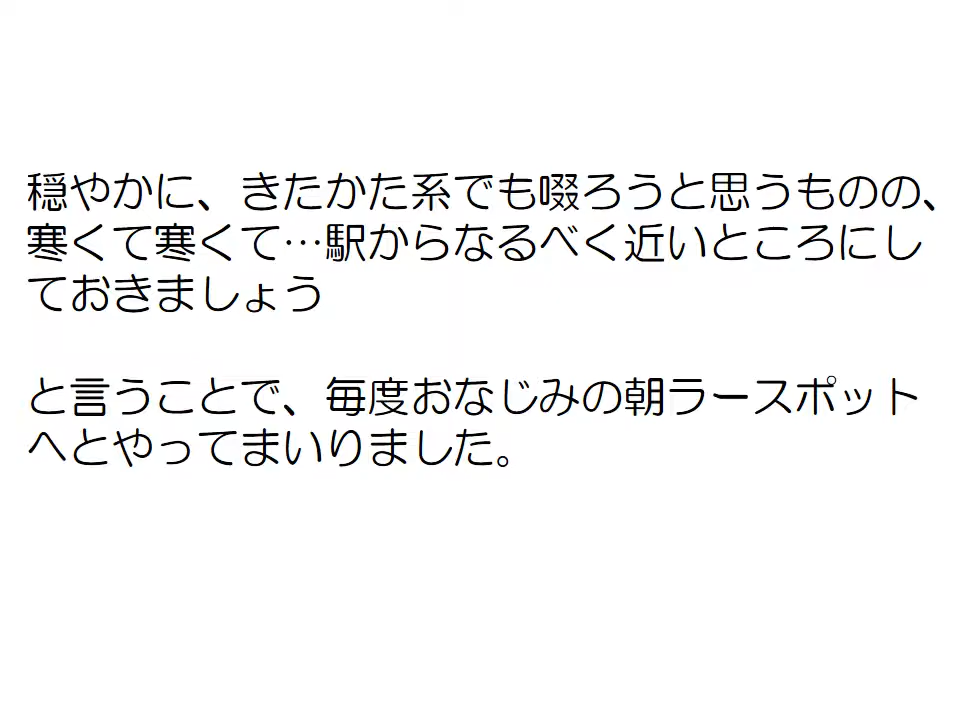 穏やかに、きたかた系でも啜ろうと思うものの、
寒くて寒くて…駅からなるべく近いところにし
ておきましょう
と言うことで、毎度おなじみの朝ラースポット
へとやってまいりました。